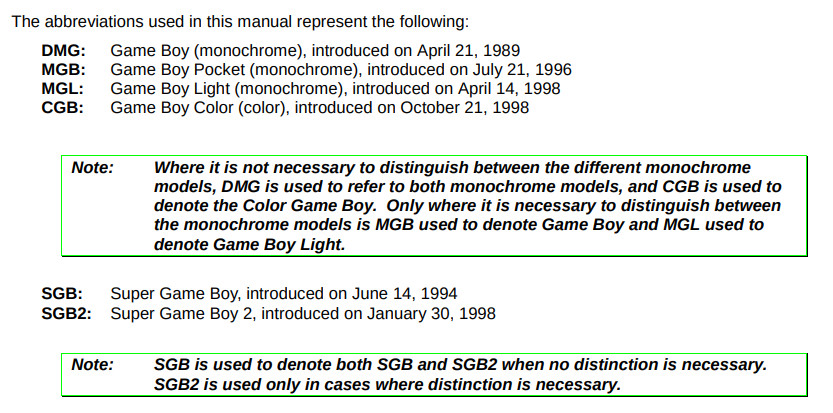 The abbreviations used in this manual represent the following:
DMG: Game Boy (monochrome), introduced on April 21, 1989
MGB: Game Boy Pocket (monochrome), introduced on July 21, 1996
MGL: Game Boy Light (monochrome), introduced on April 14, 1998
CGB: Game Boy Color (color), introduced on October 21, 1998
Note: Where it is not necessary to distinguish between the different monochrome
models, DMG is used to refer to both monochrome models, and CGB is used to
denote the Color Game Boy. Only where it is necessary to distinguish between
the monochrome models is MGB used to denote Game Boy and MGL used to
denote Game Boy Light.
SGB: Super Game Boy, introduced on June 14, 1994
SGB2: Super Game Boy 2, introduced on January 30, 1998
Note: SGB is used to denote both SGB and SGB2 when no distinction is necessary.
SGB2 is used only in cases where distinction is necessary.